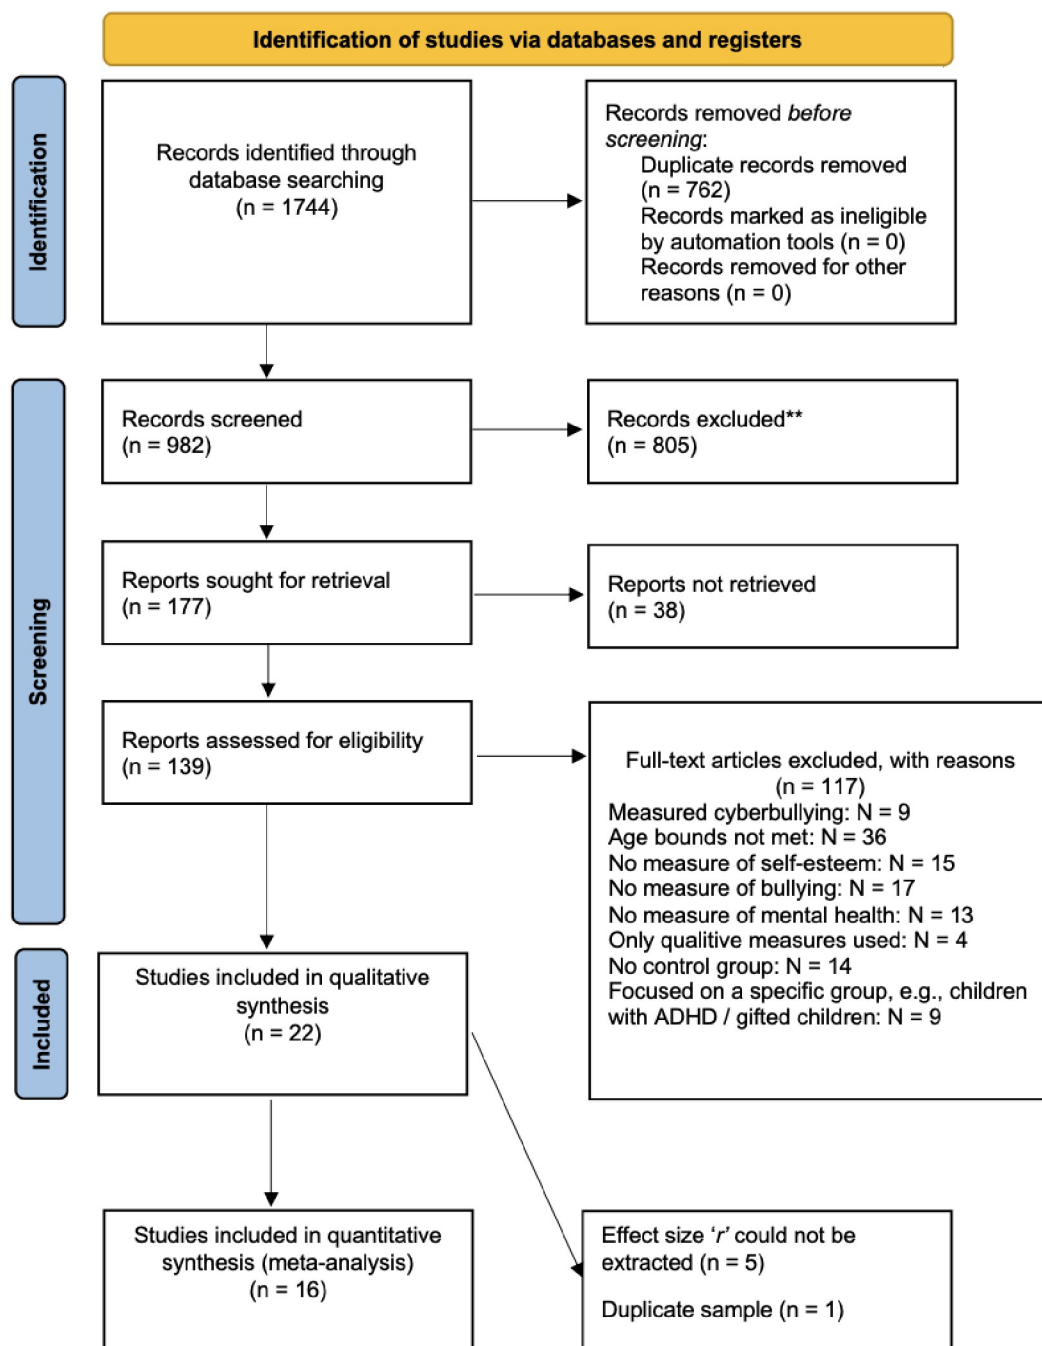 Identification of studies via databases and registers
Identification
Records identified through
database searching
(n = 1744)
Records removed before
screening:
Duplicate records removed
(n = 762)
Records marked as ineligible
by automation tools (n = 0)
Records removed for other
reasons (n = 0)
Screening
Records screened
(n = 982)
Records excluded**
(n = 805)
Reports sought for retrieval
(n = 177)
Reports not retrieved
(n = 38)
Reports assessed for eligibility
(n = 139)
Full-text articles excluded, with reasons
(n = 117)
Measured cyberbullying: N = 9
Age bounds not met: N = 36
No measure of self-esteem: N = 15
No measure of bullying: N = 17
No measure of mental health: N = 13
Only qualitive measures used: N = 4
No control group: N = 14
Focused on a specific group, e.g., children
with ADHD / gifted children: N = 9
Included
Studies included in qualitative
synthesis
(n = 22)
Studies included in quantitative
synthesis (meta-analysis)
(n = 16)
Effect size ‘r’ could not be
extracted (n = 5)
Duplicate sample (n = 1)